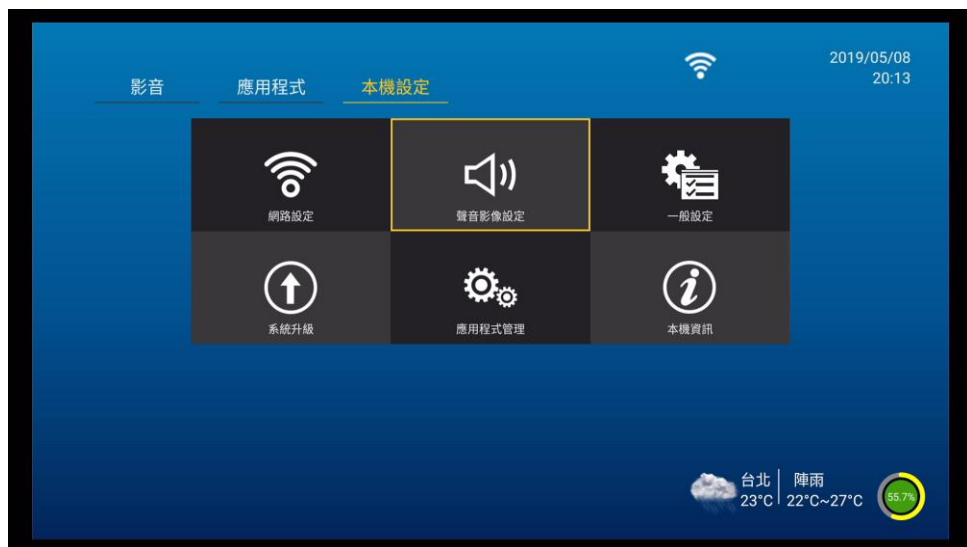 影音 應用程式 本機設定
2019/05/08
20:13
網路設定 聲音影像設定 一般設定
系統升級 應用程式管理 本機資訊
台北 陣雨
23°C 22°C~27°C
55.7%